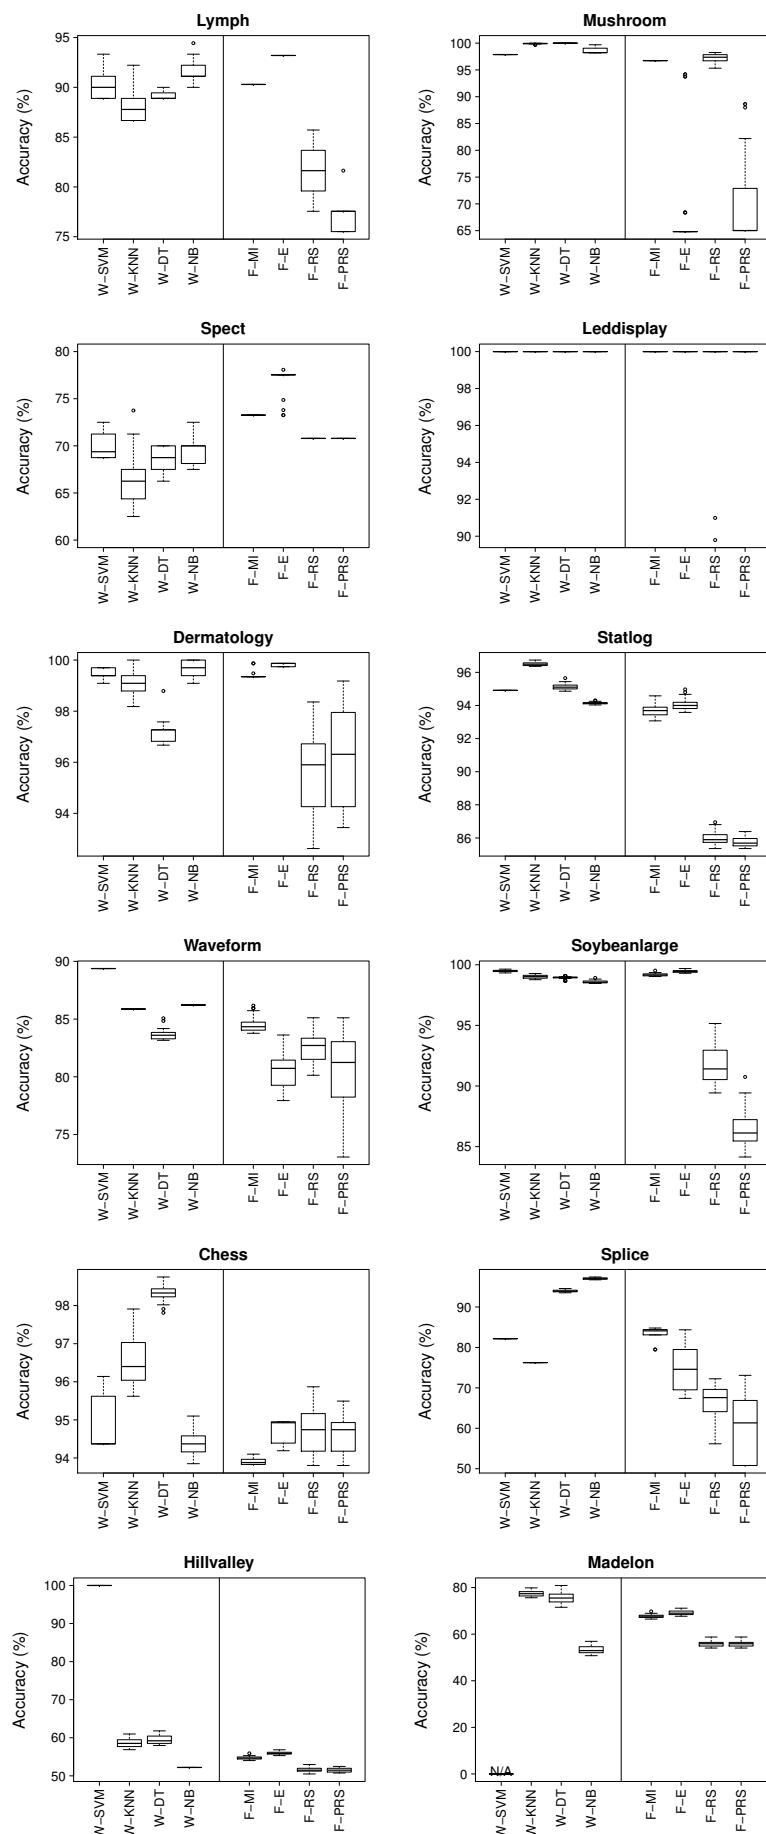 Lymph
Accuracy (%)
95
90
85
80
75
W−SVM
W−KNN
W−DT
W−NB
F−MI
F−E
F−RS
F−PRS
Mushroom
Accuracy (%)
100
95
90
85
80
75
70
65
W−SVM
W−KNN
W−DT
W−NB
F−MI
F−E
F−RS
F−PRS
Spect
Accuracy (%)
80
75
70
65
60
W−SVM
W−KNN
W−DT
W−NB
F−MI
F−E
F−RS
F−PRS
Leddisplay
Accuracy (%)
100
98
96
94
92
90
W−SVM
W−KNN
W−DT
W−NB
F−MI
F−E
F−RS
F−PRS
Dermatology
Accuracy (%)
100
98
96
94
W−SVM
W−KNN
W−DT
W−NB
F−MI
F−E
F−RS
F−PRS
Statlog
Accuracy (%)
96
94
92
90
88
86
W−SVM
W−KNN
W−DT
W−NB
F−MI
F−E
F−RS
F−PRS
Waveform
Accuracy (%)
90
85
80
75
W−SVM
W−KNN
W−DT
W−NB
F−MI
F−E
F−RS
F−PRS
Soybeanlarge
Accuracy (%)
100
95
90
85
W−SVM
W−KNN
W−DT
W−NB
F−MI
F−E
F−RS
F−PRS
Chess
Accuracy (%)
98
97
96
95
94
W−SVM
W−KNN
W−DT
W−NB
F−MI
F−E
F−RS
F−PRS
Splice
Accuracy (%)
90
80
70
60
50
W−SVM
W−KNN
W−DT
W−NB
F−MI
F−E
F−RS
F−PRS
Hillvalley
Accuracy (%)
100
90
80
70
60
50
W−SVM
W−KNN
W−DT
W−NB
F−MI
F−E
F−RS
F−PRS
Madelon
Accuracy (%)
80
60
40
20
0
N/A
W−SVM
W−KNN
W−DT
W−NB
F−MI
F−E
F−RS
F−PRS